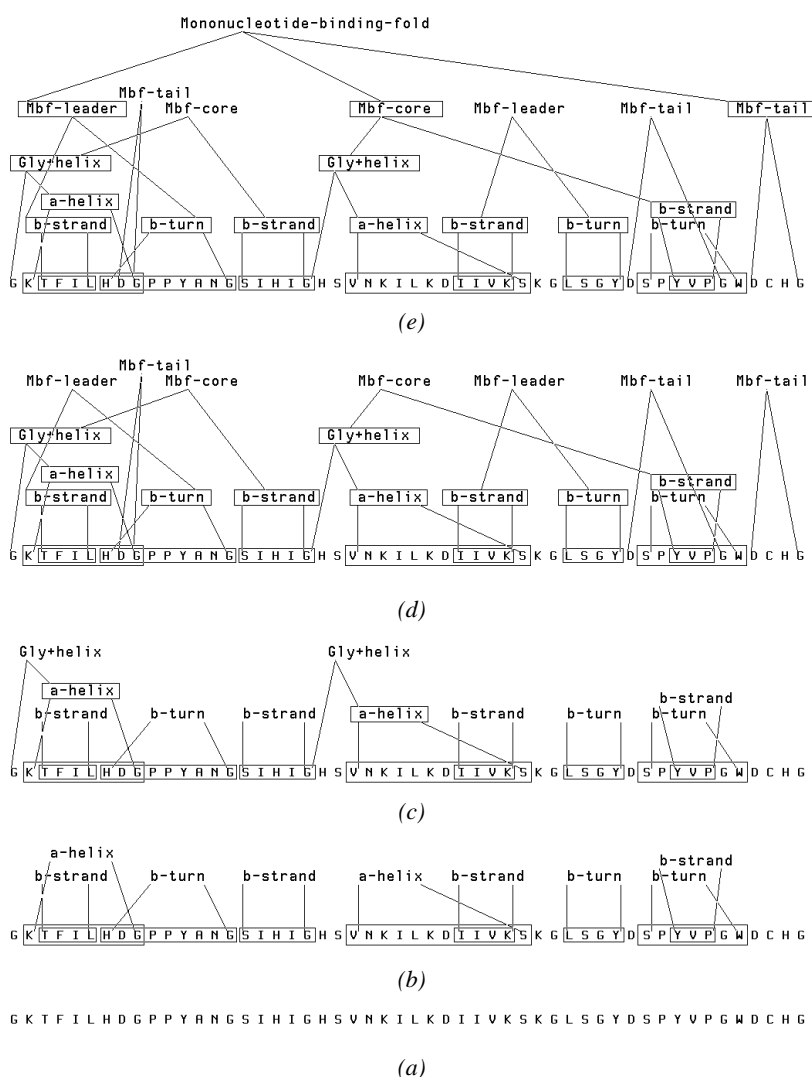 Mononucleotide-binding-fold
Mbf-tail
Mbf-leader Mbf-core Mbf-core Mbf-leader Mbf-tail Mbf-tail
Gly+helix Gly+helix
a-helix b-strand
b-strand b-turn b-strand a-helix b-strand b-turn b-turn
G K T F I L H D G P P Y A N G S I H I G H S V N K I L K D I I V K S K G L S G Y D S P Y V P G W D C H G
(e)
Mbf-tail
Mbf-leader Mbf-core Mbf-core Mbf-leader Mbf-tail Mbf-tail
Gly+helix Gly+helix
a-helix b-strand
b-strand b-turn b-strand a-helix b-strand b-turn b-turn
G K T F I L H D G P P Y A N G S I H I G H S V N K I L K D I I V K S K G L S G Y D S P Y V P G W D C H G
(d)
Gly+helix Gly+helix
a-helix b-strand
b-strand b-turn b-strand a-helix b-strand b-turn b-turn
G K T F I L H D G P P Y A N G S I H I G H S V N K I L K D I I V K S K G L S G Y D S P Y V P G W D C H G
(c)
a-helix b-strand
b-strand b-turn b-strand a-helix b-strand b-turn b-turn
G K T F I L H D G P P Y A N G S I H I G H S V N K I L K D I I V K S K G L S G Y D S P Y V P G W D C H G
(b)
G K T F I L H D G P P Y A N G S I H I G H S V N K I L K D I I V K S K G L S G Y D S P Y V P G W D C H G
(a)